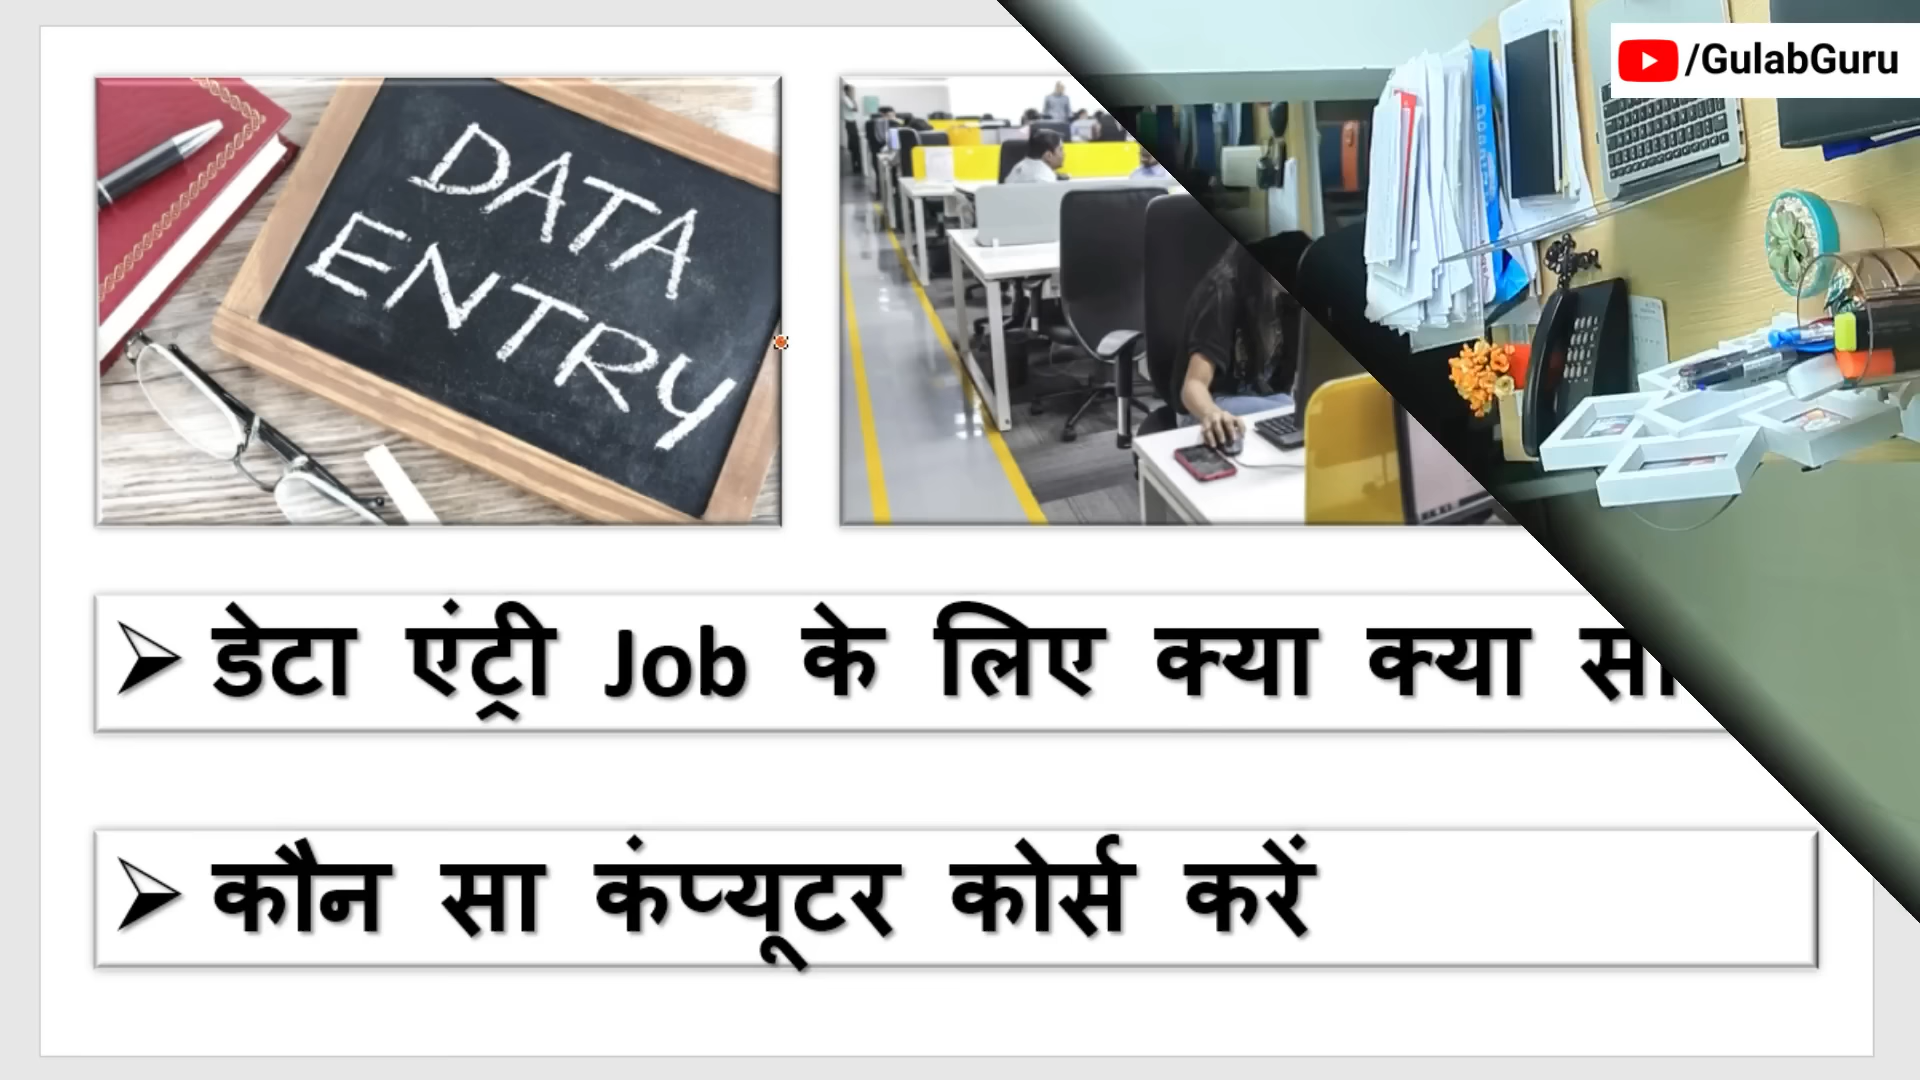 /GulabGuru
DATA
ENTRY
➢ डेटा एंट्री Job के लिए क्या क्या
➢ कौन सा कंप्यूटर कोर्स करें